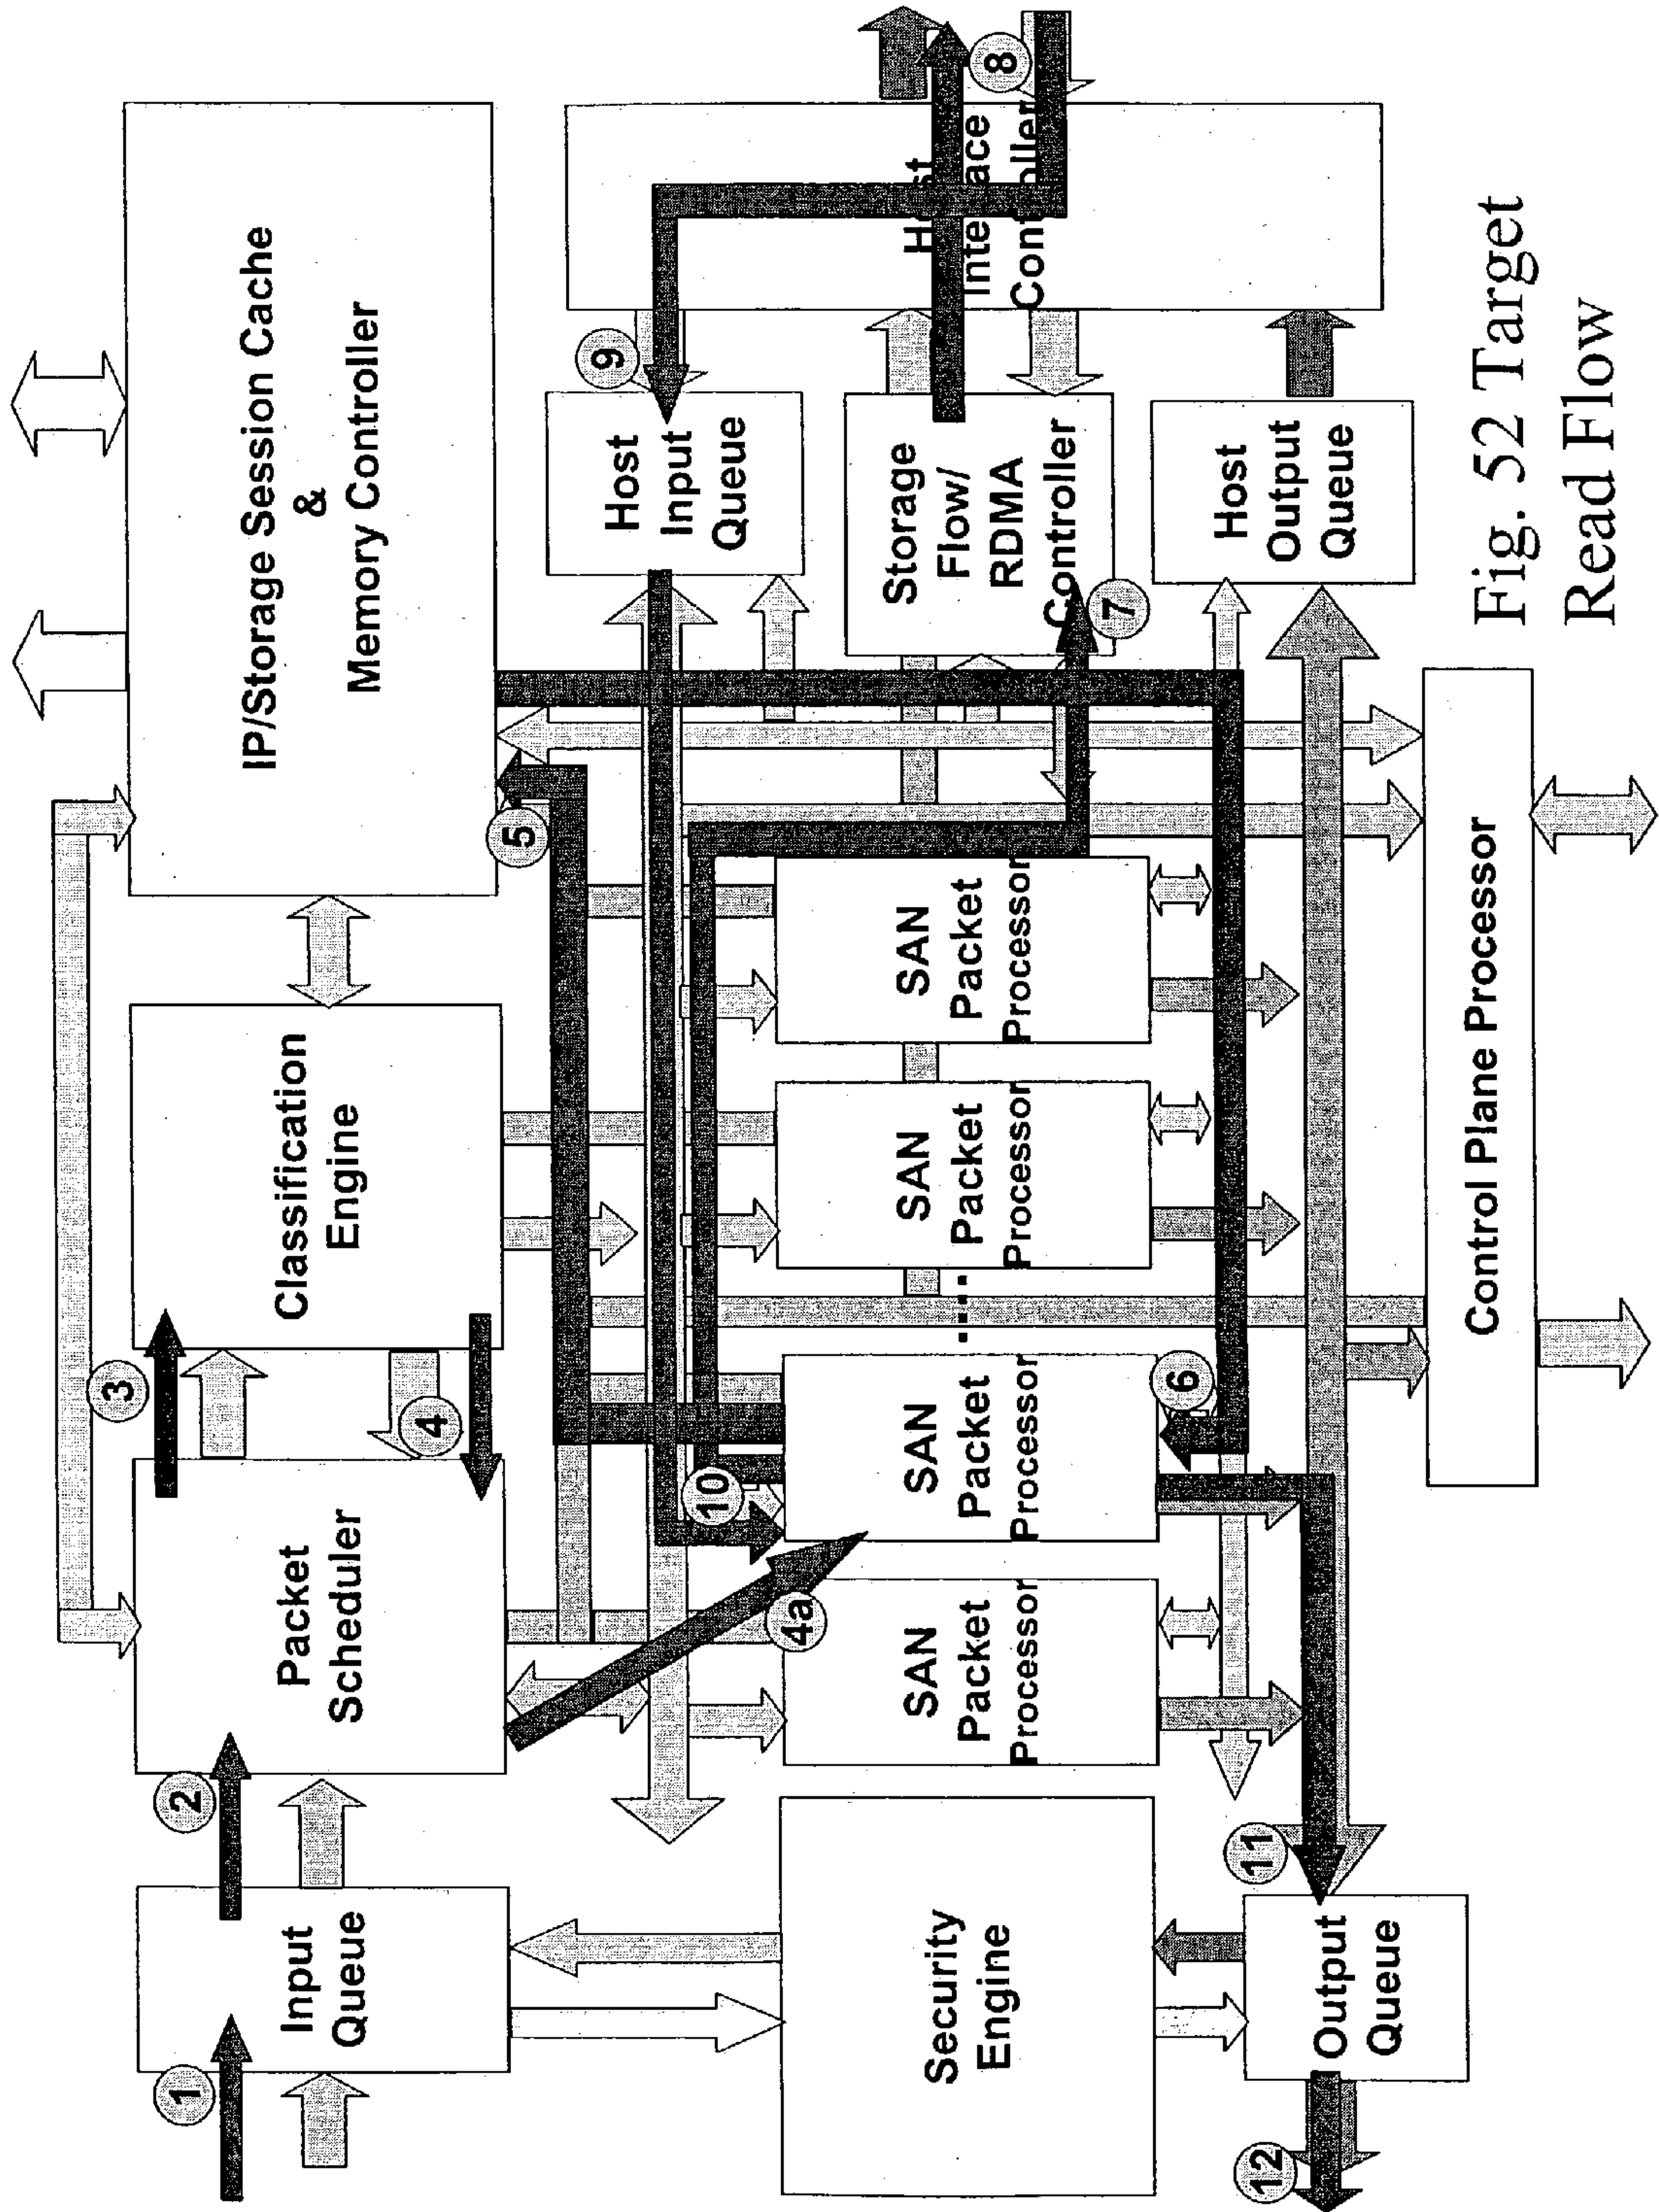 1
Input
Queue
2
Packet
Scheduler
3
4
Classification
Engine
IP/Storage Session Cache
&
Memory Controller
5
4a
10
9
Security
Engine
SAN
Packet
Processor
SAN
Packet
Processor
.....
SAN
Packet
Processor
SAN
Packet
Processor
6
7
Host
Input
Queue
Storage
Flow/
RDMA
Controller
Host
Output
Queue
Host
Interface
Controller
8
11
12
Output
Queue
Control Plane Processor
Fig. 52 Target
Read Flow